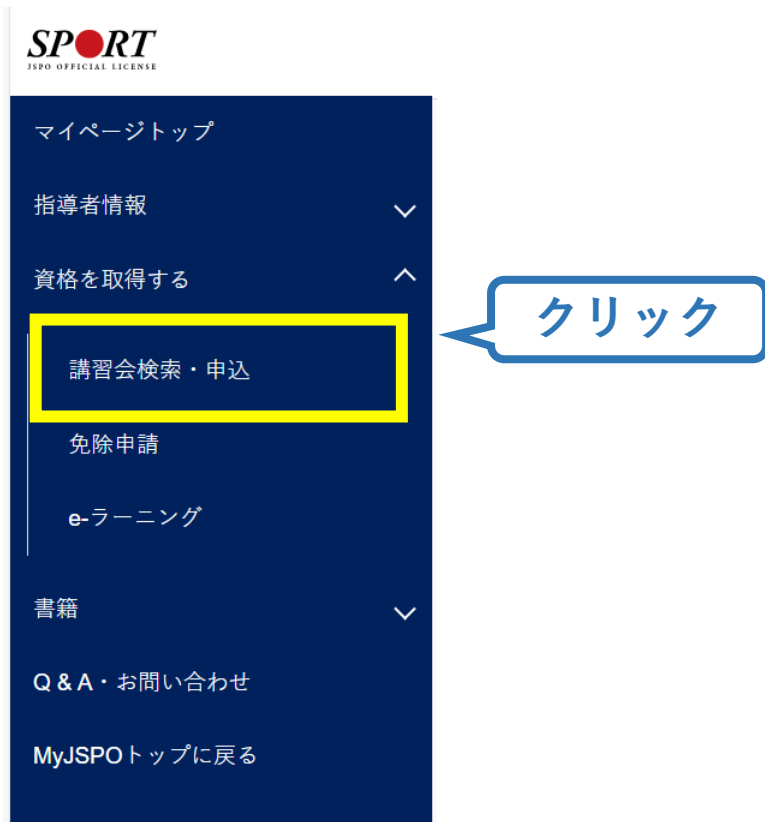 SPORT
JSPO OFFICIAL LICENSE
マイページトップ
指導者情報
資格を取得する
クリック
講習会検索・申込
免除申請
e-ラーニング
書籍
Q & A・お問い合わせ
MyJSPOトップに戻る